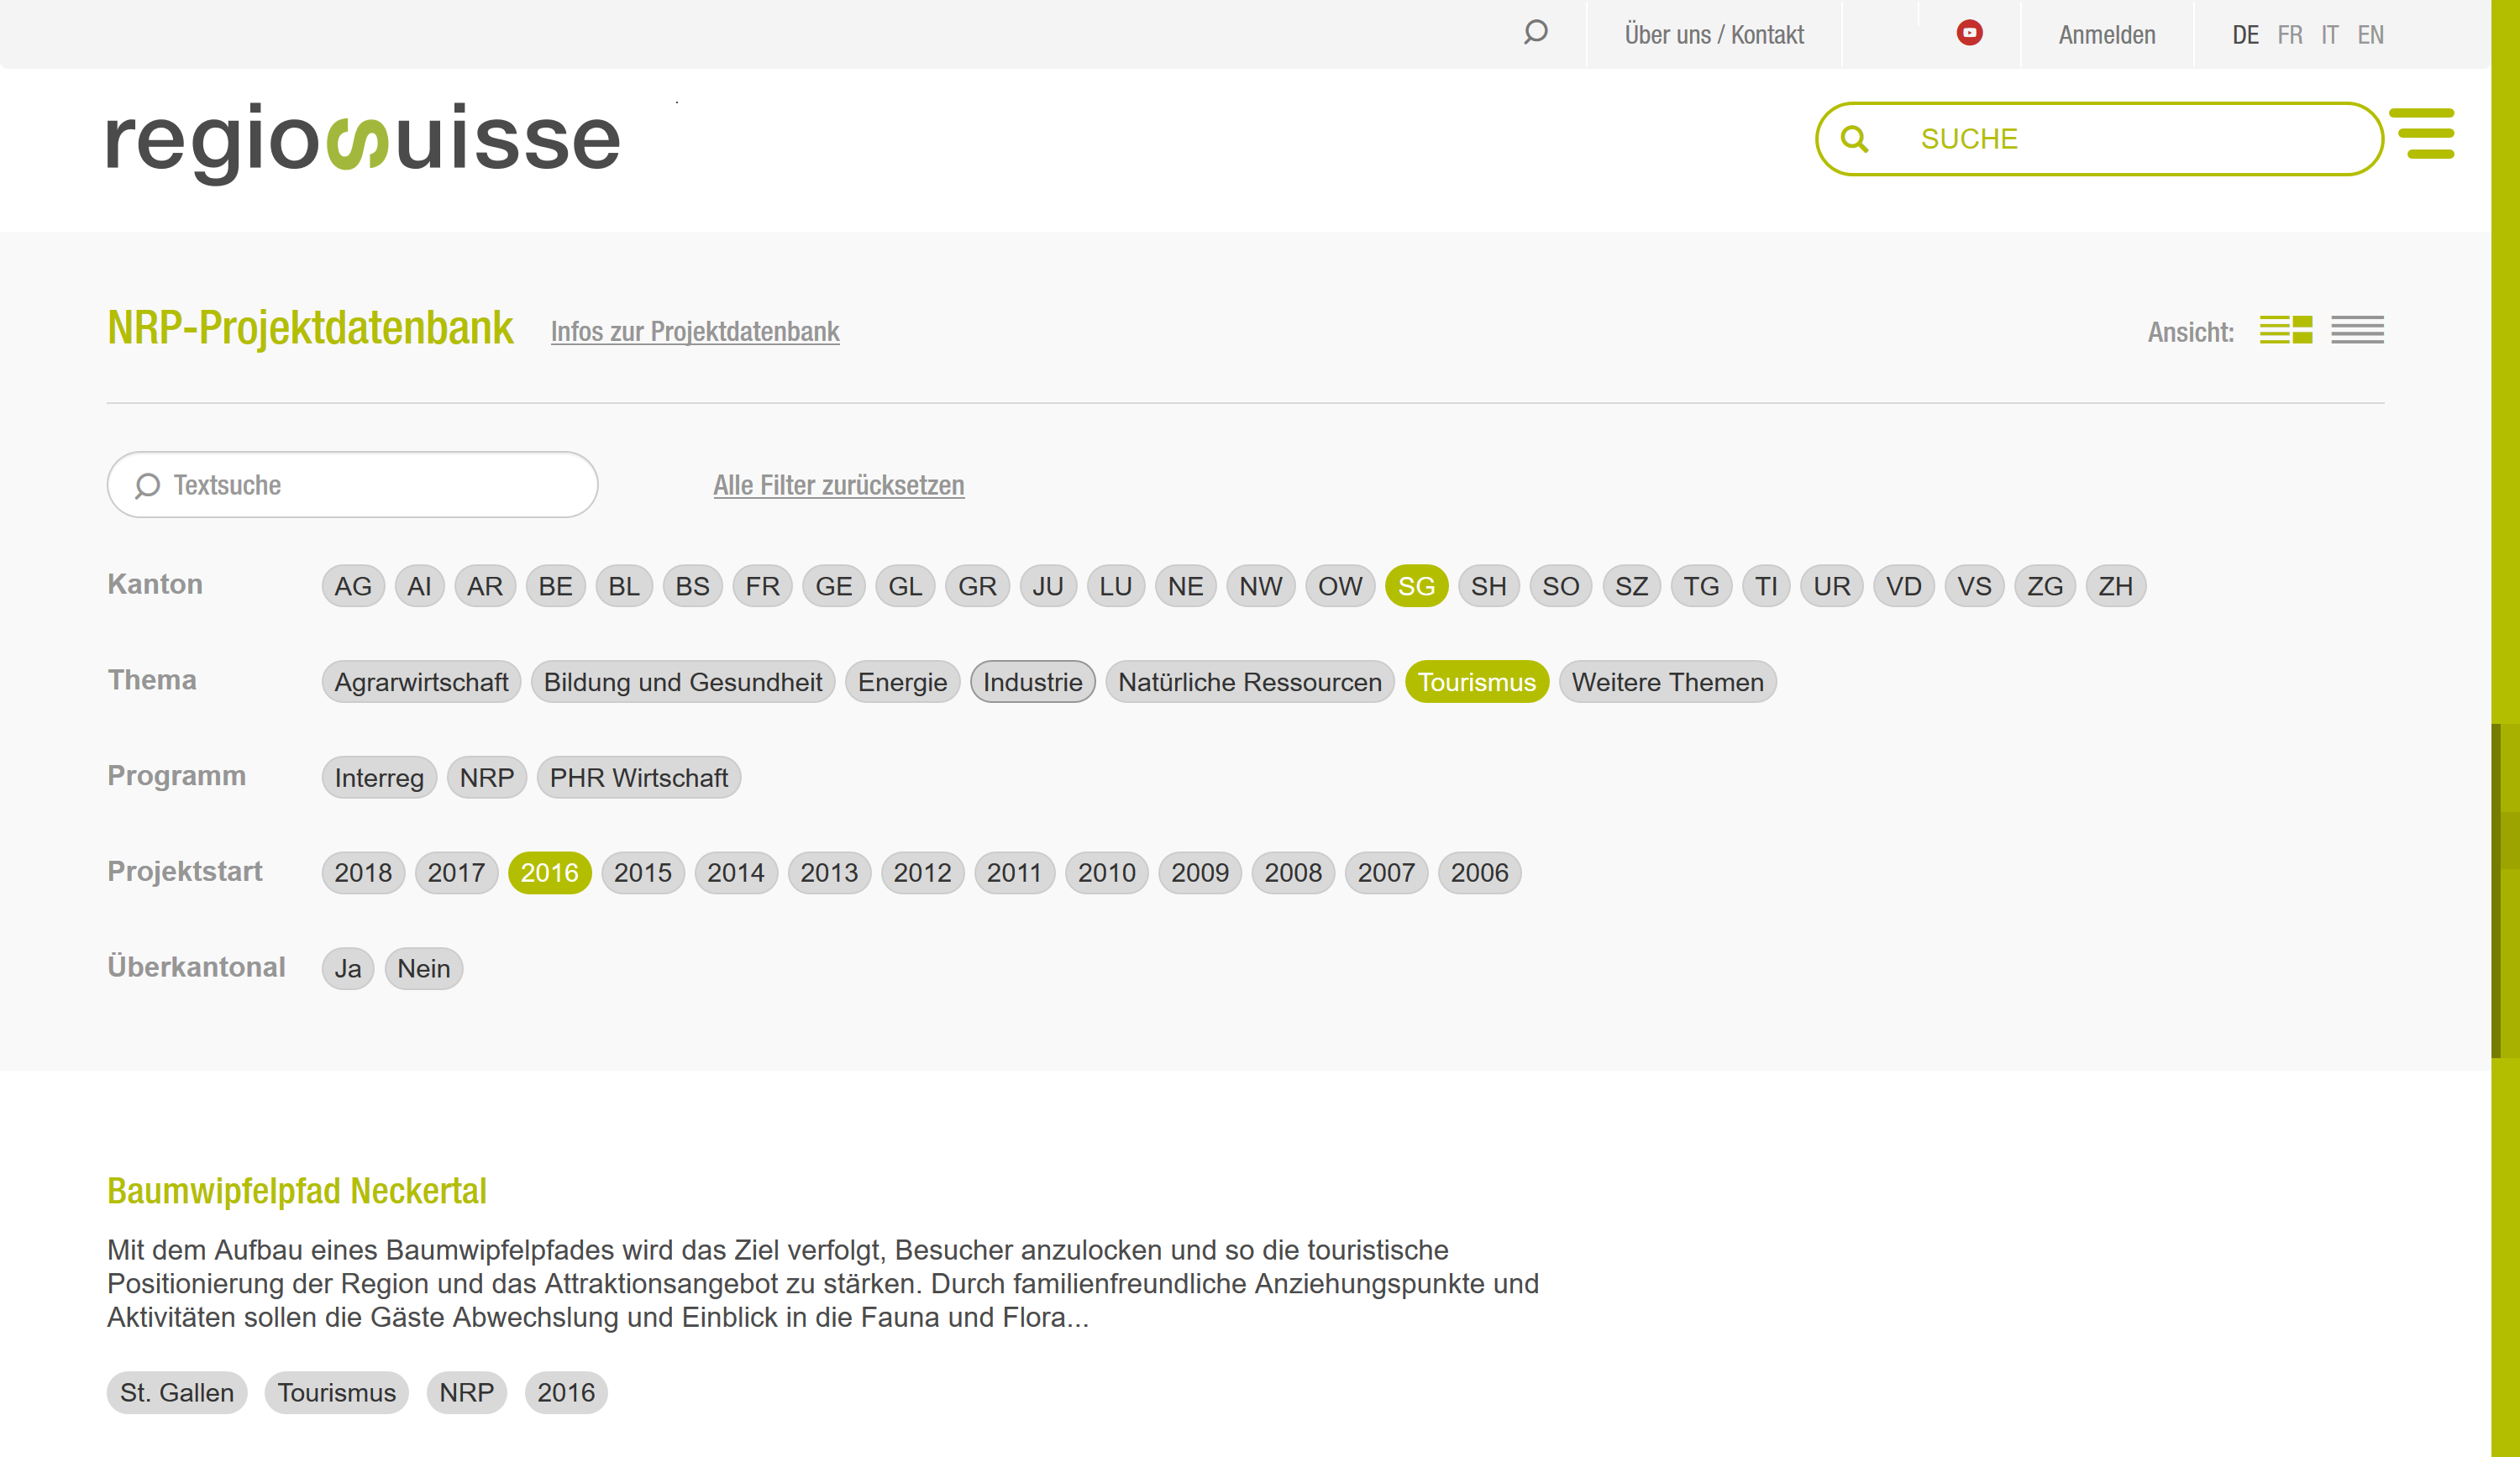 Über uns / Kontakt
Anmelden
DE FR IT EN
regiosuisse
SUCHE
NRP-Projektdatenbank
Infos zur Projektdatenbank
Ansicht:
Textsuche
Alle Filter zurücksetzen
Kanton
AG AI AR BE BL BS FR GE GL GR JU LU NE NW OW SG SH SO SZ TG TI UR VD VS ZG ZH
Thema
Agrarwirtschaft Bildung und Gesundheit Energie Industrie Natürliche Ressourcen Tourismus Weitere Themen
Programm
Interreg NRP PHR Wirtschaft
Projektstart
2018 2017 2016 2015 2014 2013 2012 2011 2010 2009 2008 2007 2006
Überkantonal
Ja Nein
Baumwipfelpfad Neckertal
Mit dem Aufbau eines Baumwipfelpfades wird das Ziel verfolgt, Besucher anzulocken und so die touristische
Positionierung der Region und das Attraktionsangebot zu stärken. Durch familienfreundliche Anziehungspunkte und
Aktivitäten sollen die Gäste Abwechslung und Einblick in die Fauna und Flora...
St. Gallen Tourismus NRP 2016